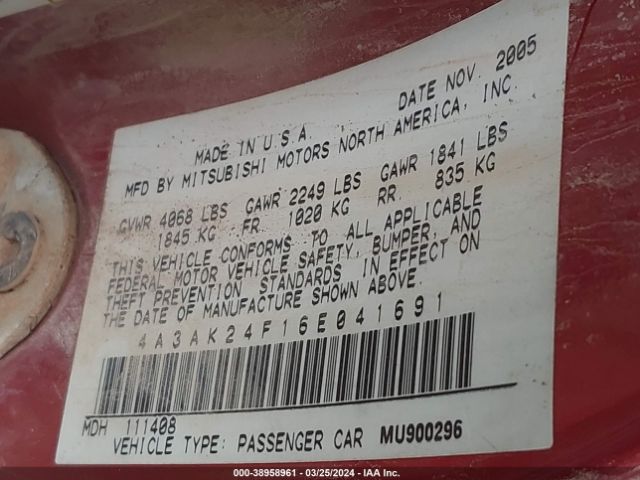 MADE IN U.S.A. DATE NOV. 2005
MFD BY MITSUBISHI MOTORS NORTH AMERICA, INC.
GVWR 4068 LBS GAWR 2249 LBS GAWR 1841 LBS
1845 KG FR. 1020 KG RR. 835 KG
THIS VEHICLE CONFORMS TO ALL APPLICABLE
FEDERAL MOTOR VEHICLE SAFETY, BUMPER, AND
THEFT PREVENTION STANDARDS IN EFFECT ON
THE DATE OF MANUFACTURE SHOWN ABOVE.
4A3AK24F16E041691
MDH 111408
VEHICLE TYPE: PASSENGER CAR MU900296
000-38958961 - 03/25/2024 - IAA Inc.